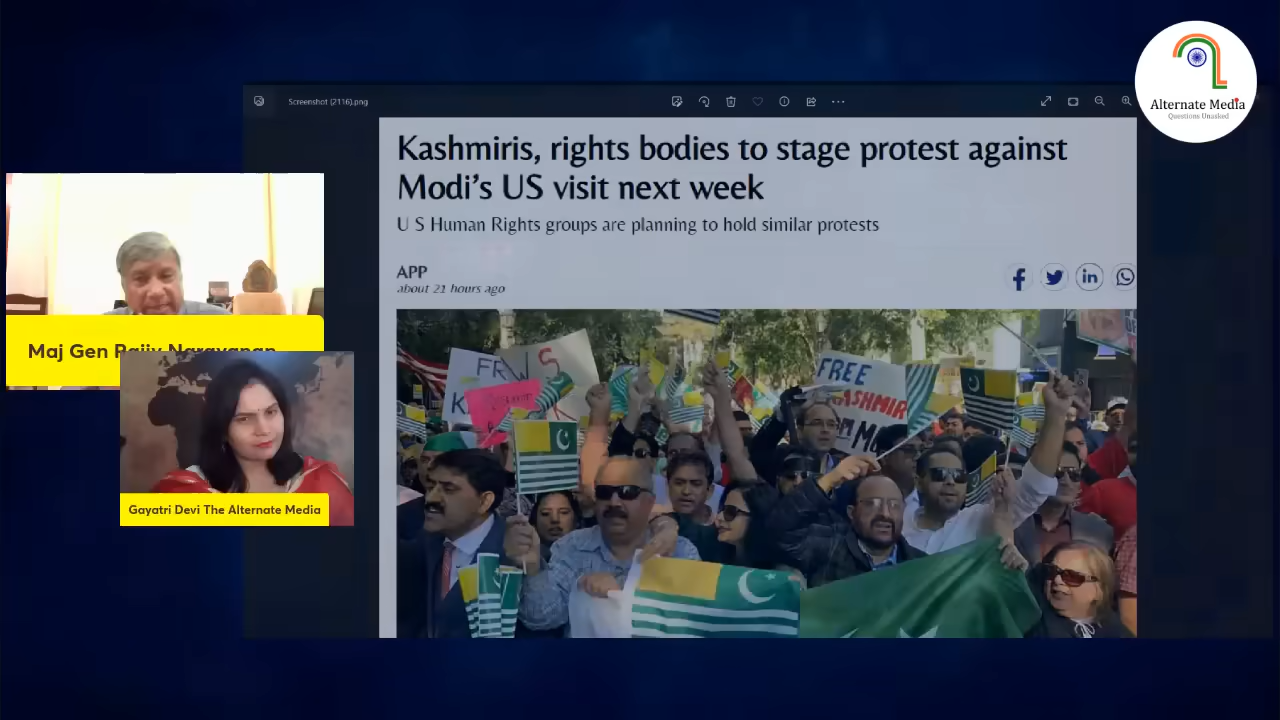 Alternate Media
Questions Unasked
Screenshot (2116).png
Kashmiris, rights bodies to stage protest against
Modi's US visit next week
U S Human Rights groups are planning to hold similar protests
APP
about 21 hours ago
FREE
KASHMIR
Maj Gen Rajiv Narayanan
Gayatri Devi The Alternate Media